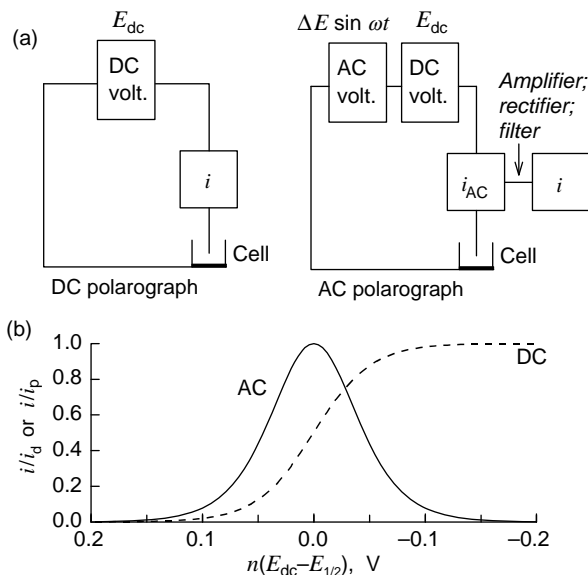 (a)
E_dc
DC
volt.
i
Cell
DC polarograph
ΔE sin ωt
E_dc
AC
volt.
DC
volt.
Amplifier;
rectifier;
filter
i_AC
i
Cell
AC polarograph
(b)
i/i_d or i/i_p
1.0
0.8
0.6
0.4
0.2
0.0
AC
DC
0.2
0.1
0.0
–0.1
–0.2
n(E_dc–E_1/2), V